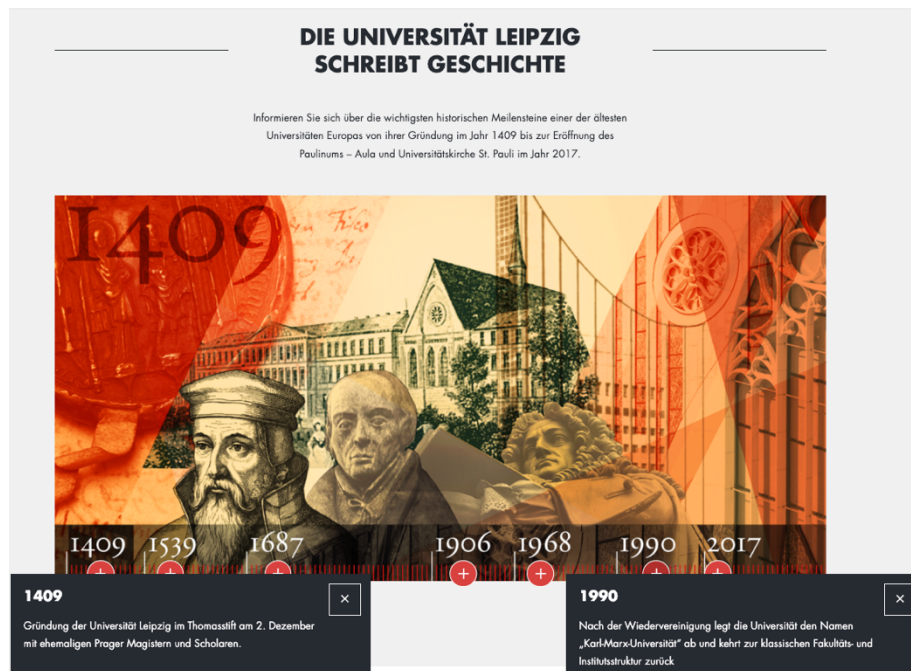 DIE UNIVERSITÄT LEIPZIG
SCHREIBT GESCHICHTE
Informieren Sie sich über die wichtigsten historischen Meilensteine einer der ältesten
Universitäten Europas von ihrer Gründung im Jahr 1409 bis zur Eröffnung des
Paulinums – Aula und Universitätskirche St. Pauli im Jahr 2017.
1409
1409 1539 1687 1906 1968 1990 2017
1409
Gründung der Universität Leipzig im Thomasstift am 2. Dezember
mit ehemaligen Prager Magistern und Scholaren.
1990
Nach der Wiedervereinigung legt die Universität den Namen
„Karl-Marx-Universität“ ab und kehrt zur klassischen Fakultäts- und
Institutsstruktur zurück